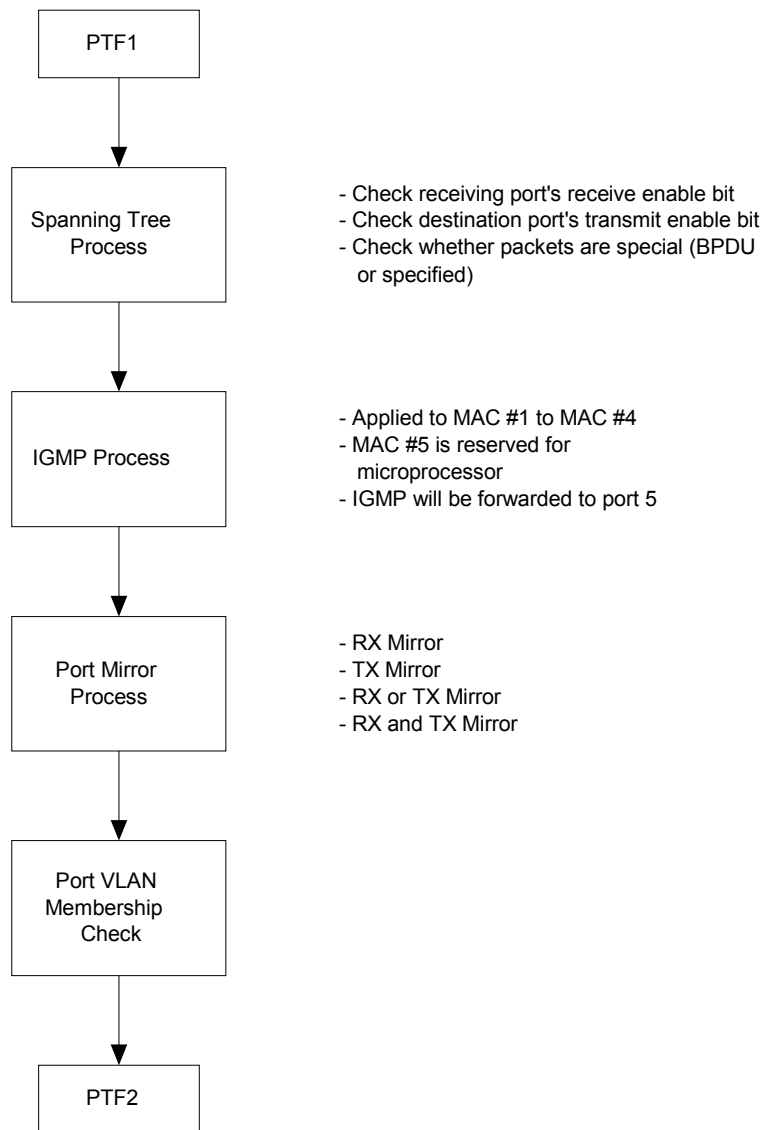 PTF1
Spanning Tree
Process
- Check receiving port's receive enable bit
- Check destination port's transmit enable bit
- Check whether packets are special (BPDU
or specified)
IGMP Process
- Applied to MAC #1 to MAC #4
- MAC #5 is reserved for
microprocessor
- IGMP will be forwarded to port 5
Port Mirror
Process
- RX Mirror
- TX Mirror
- RX or TX Mirror
- RX and TX Mirror
Port VLAN
Membership
Check
PTF2